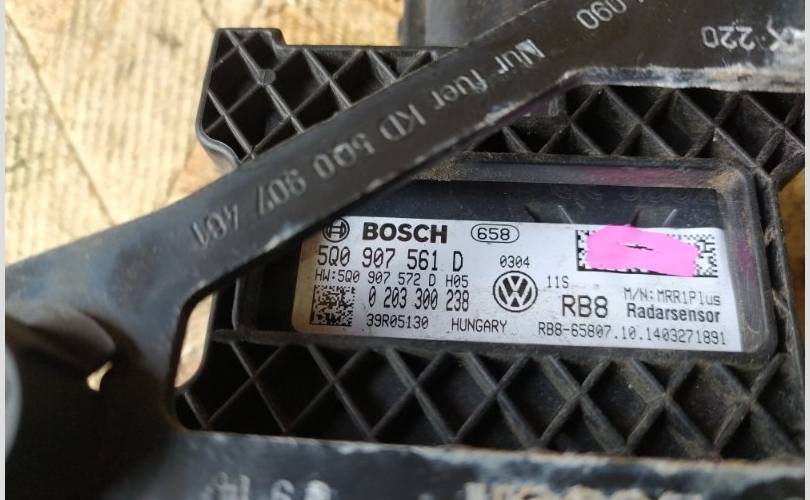 090
220
Nur fuer KD 5Q0 907 461
BOSCH 658
5Q0 907 561 D 0304
HW:5Q0 907 572 D H05
0 203 300 238
11S
RB8
M/N:MRR1Plus
Radarsensor
39R05130 HUNGARY RB8-65807.10.1403271891